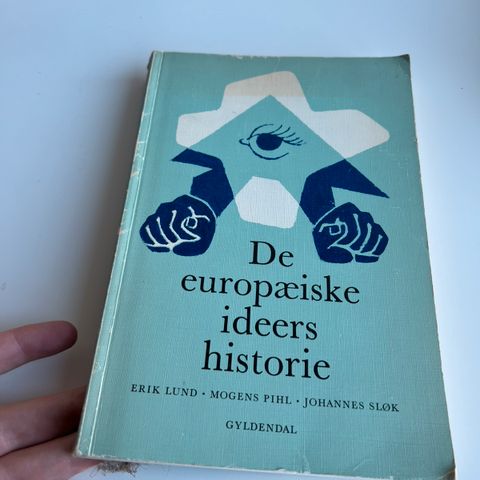 De
europæiske
ideers
historie
ERIK LUND · MOGENS PIHL · JOHANNES SLØK
GYLDENDAL